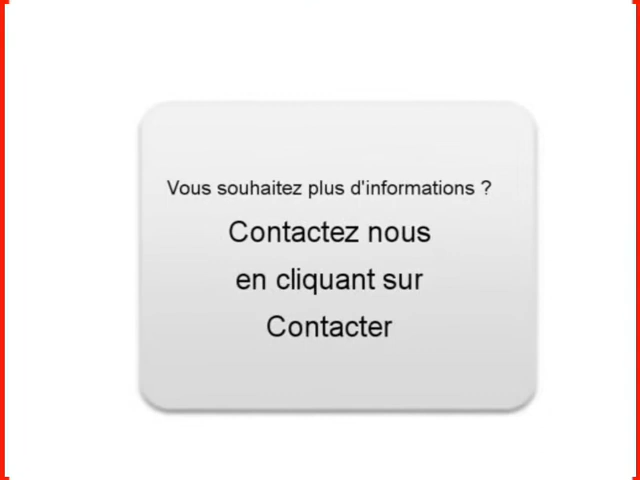 Vous souhaitez plus d'informations ?
Contactez nous
en cliquant sur
Contacter